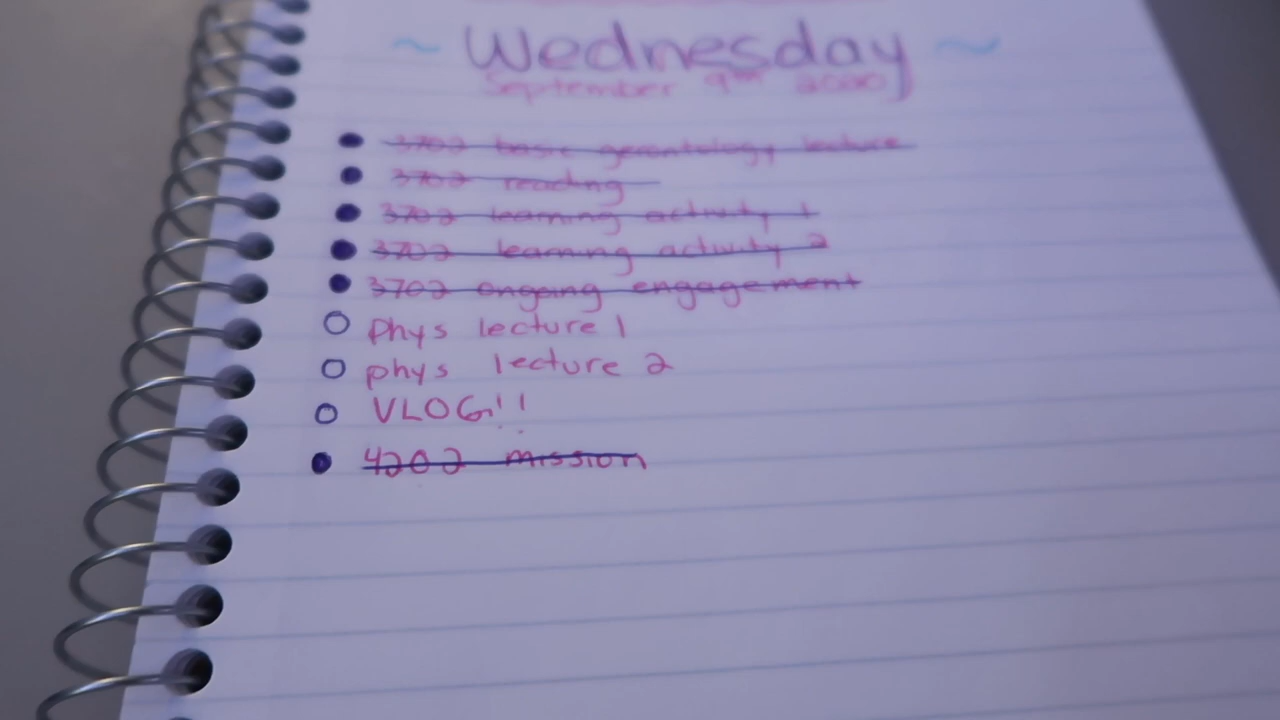 ~ Wednesday ~
September 9th 2020
3702 basic gerontology lecture
3702 reading
3702 learning activity 1
3702 learning activity 2
3702 ongoing engagement
phys lecture 1
phys lecture 2
VLOG!!
4202 mission